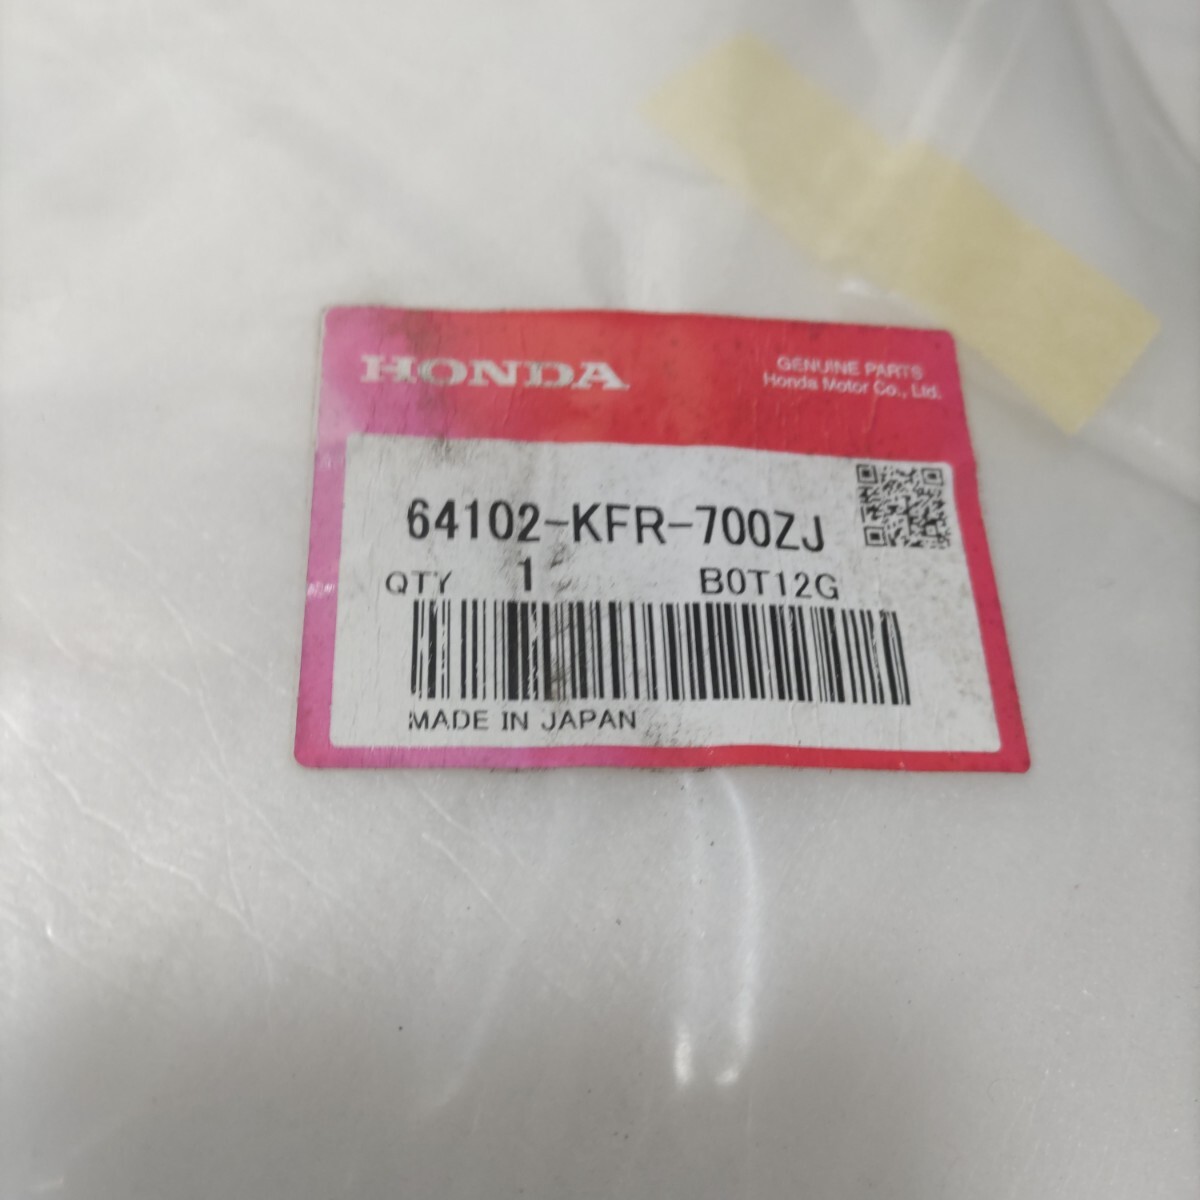 HONDA
GENUINE PARTS
Honda Motor Co., Ltd.
64102-KFR-700ZJ
QTY 1 B0T12G
MADE IN JAPAN